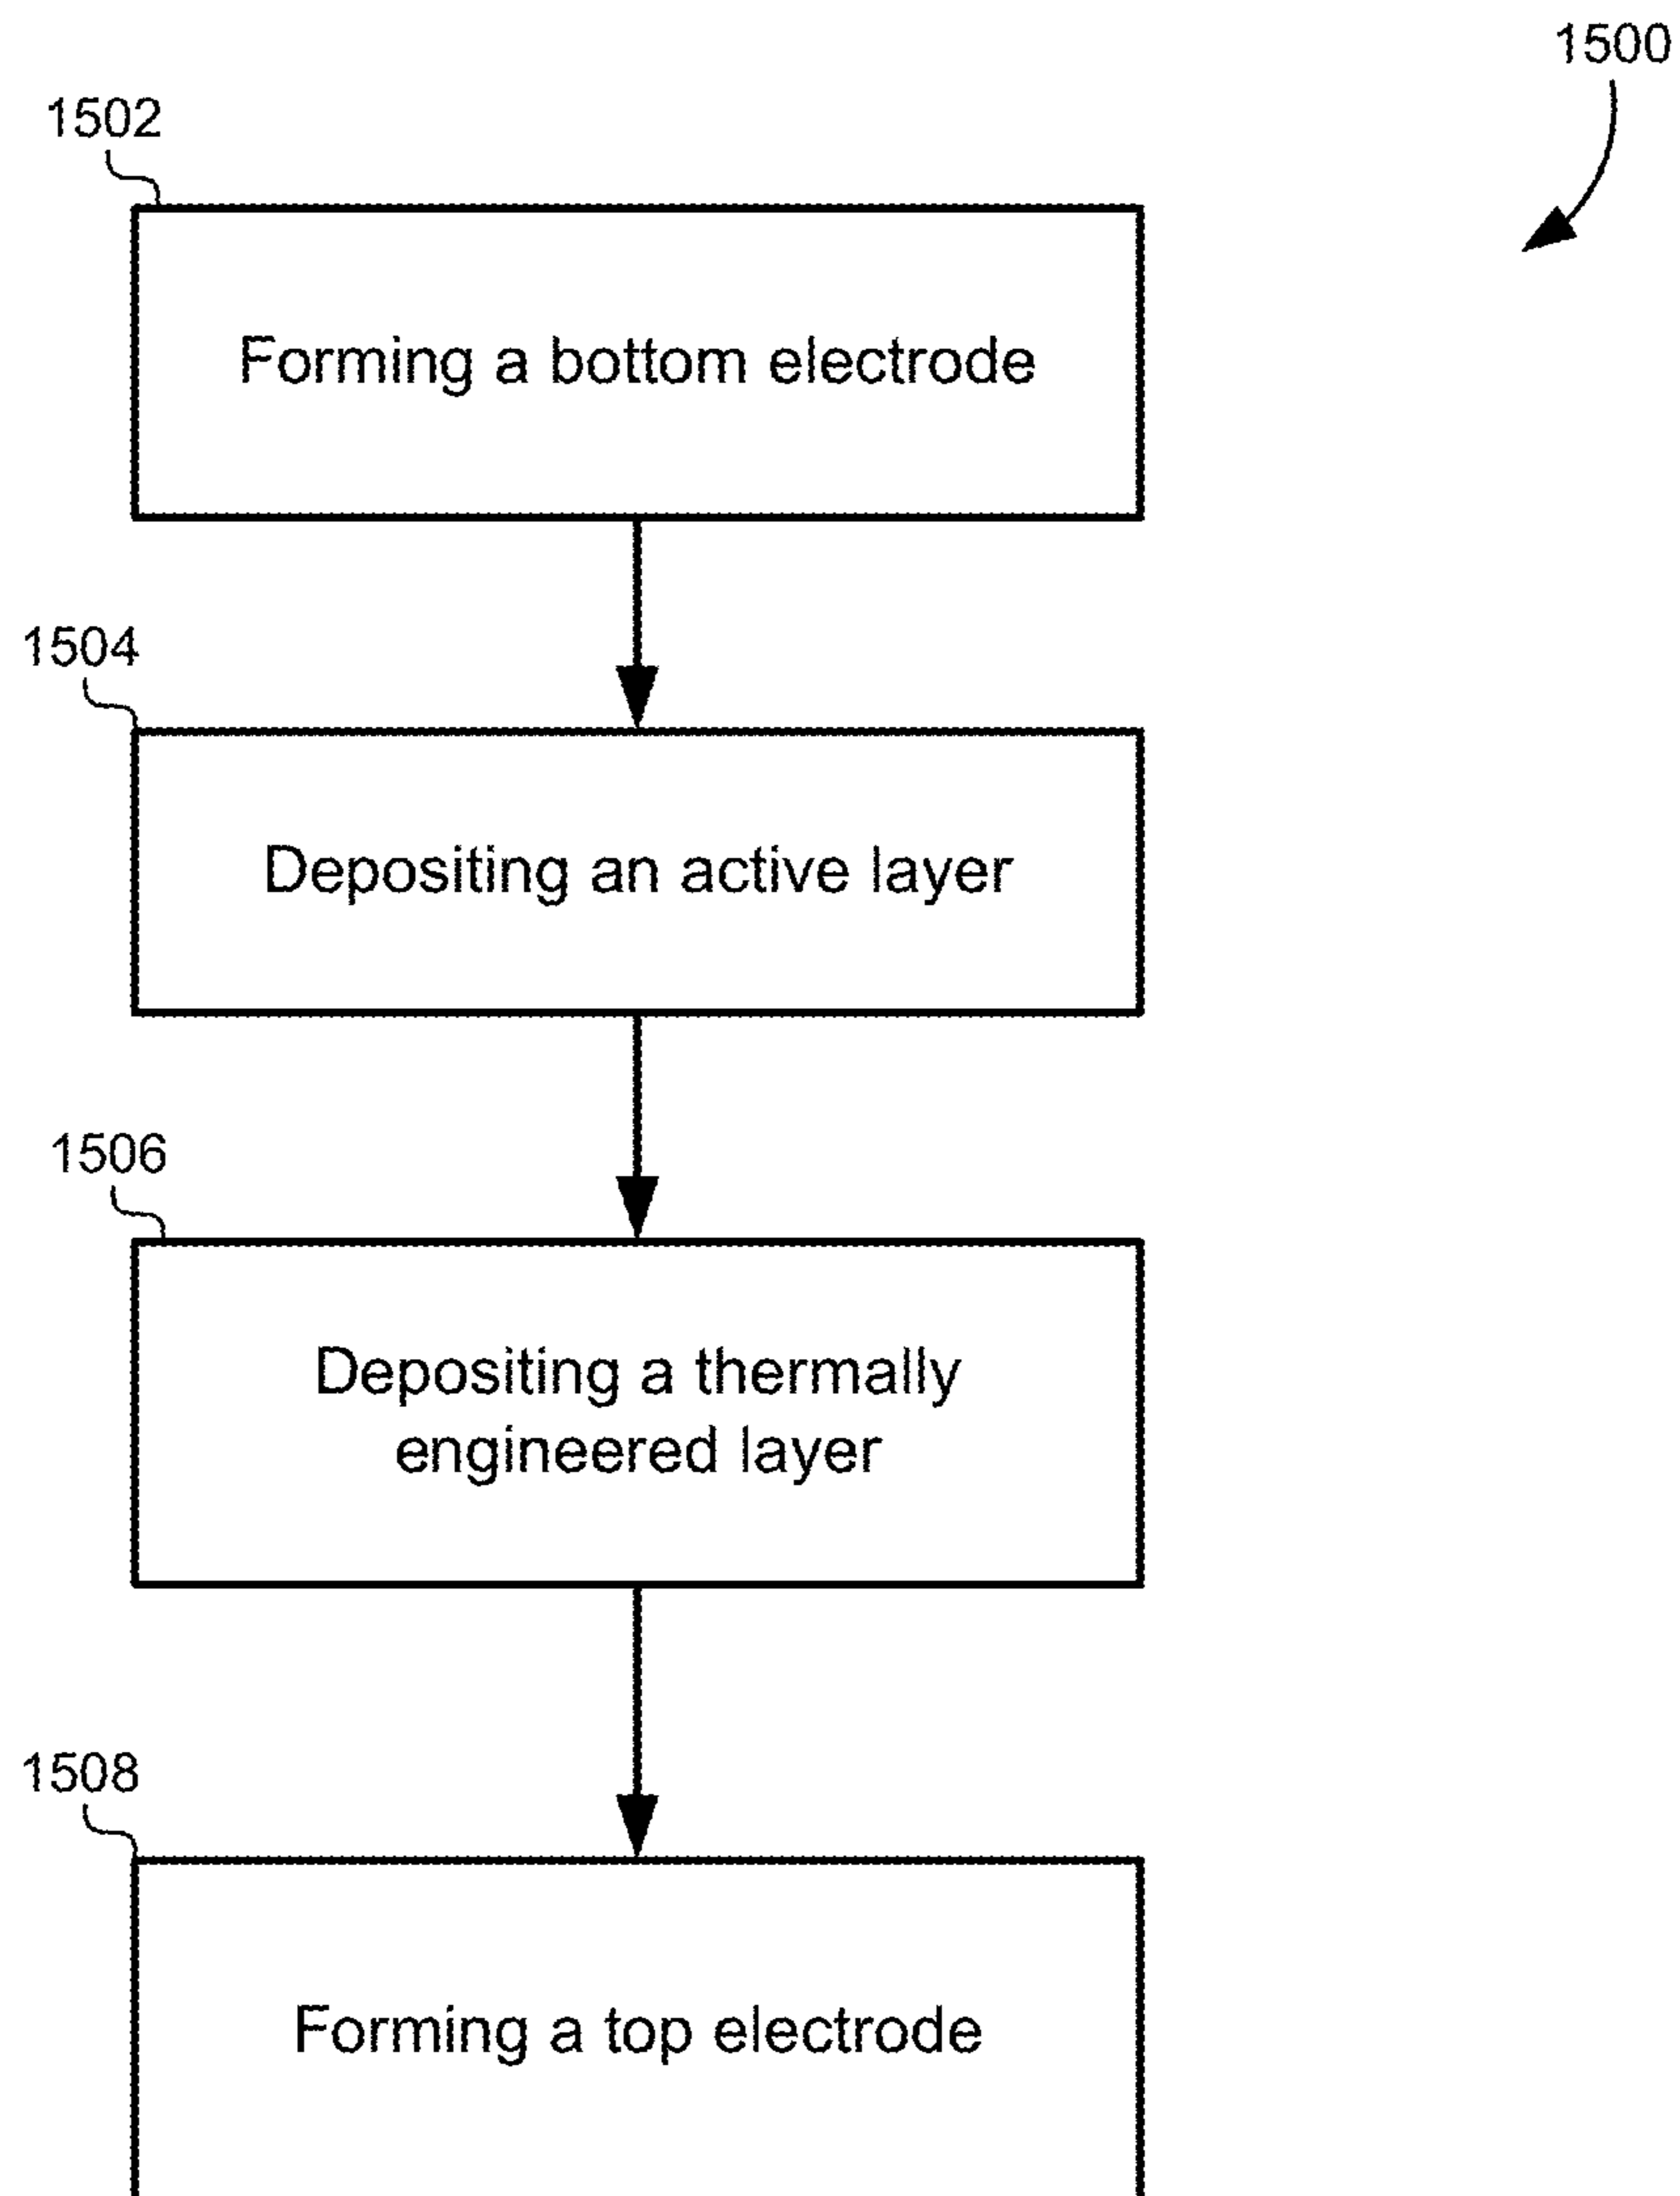 1500
1502
Forming a bottom electrode
1504
Depositing an active layer
1506
Depositing a thermally
engineered layer
1508
Forming a top electrode